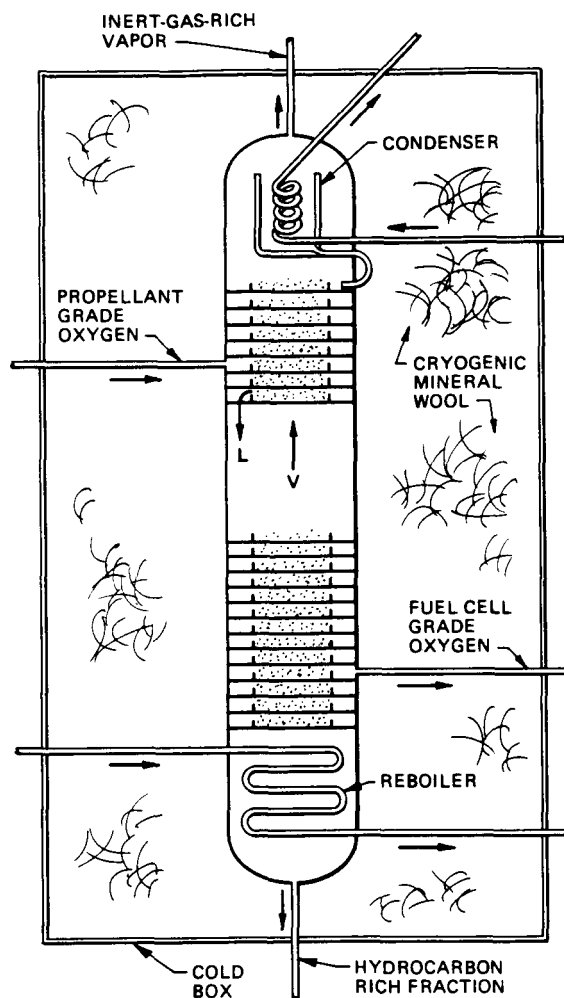 INERT-GAS-RICH
VAPOR
CONDENSER
PROPELLANT
GRADE
OXYGEN
CRYOGENIC
MINERAL
WOOL
L
V
FUEL CELL
GRADE
OXYGEN
REBOILER
COLD
BOX
HYDROCARBON
RICH FRACTION